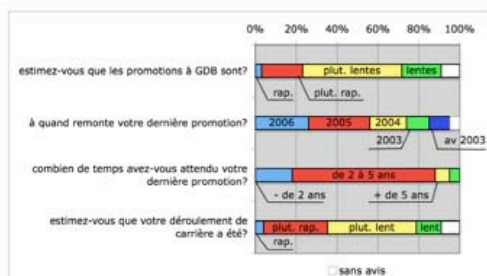 0% 20% 40% 60% 80% 100%
estimez-vous que les promotions à GDB sont?
plut. lentes
lentes
rap.
plut. rap.
à quand remonte votre dernière promotion?
2006
2005
2004
2003
av 2003
combien de temps avez-vous attendu votre
dernière promotion?
de 2 à 5 ans
- de 2 ans
+ de 5 ans
estimez-vous que votre déroulement de
carrière a été?
plut. rap.
plut. lent
lent
rap.
sans avis